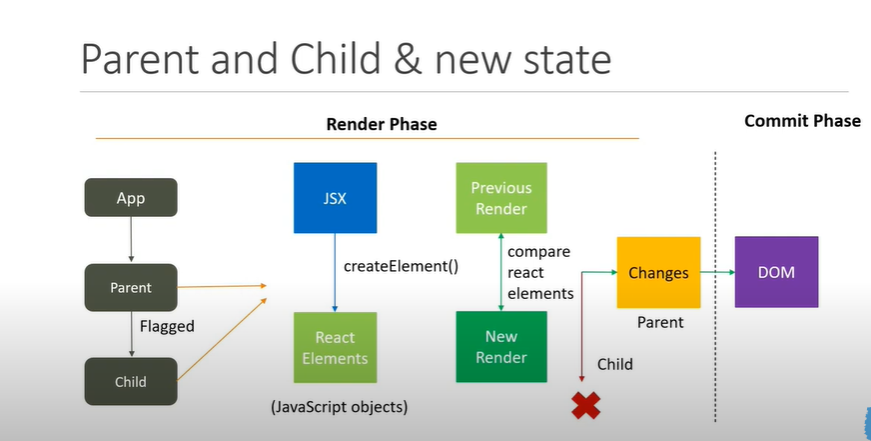 Parent and Child & new state
Render Phase
Commit Phase
App
Parent
Flagged
Child
JSX
createElement()
React
Elements
(JavaScript objects)
Previous
Render
compare
react
elements
New
Render
Changes
Parent
Child
DOM